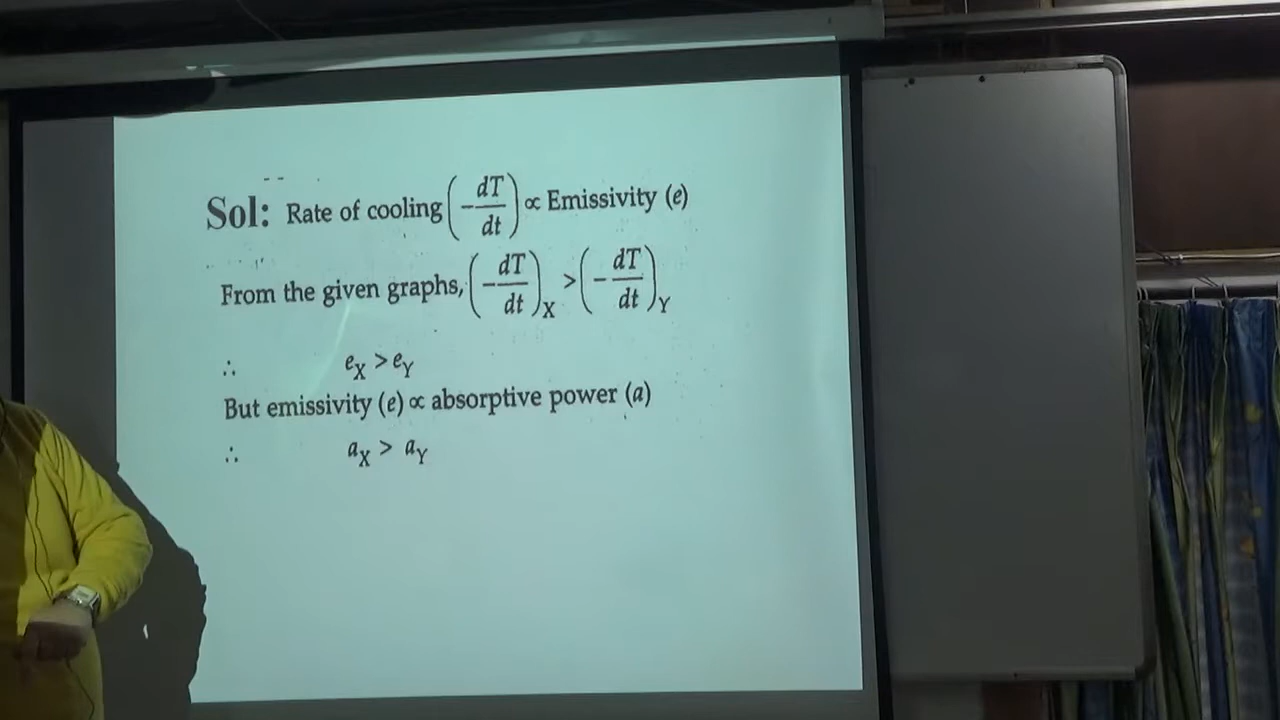 Sol: Rate of cooling (-dT/dt) ∝ Emissivity (e)
From the given graphs, (-dT/dt)X > (-dT/dt)Y
∴ eX > eY
But emissivity (e) ∝ absorptive power (a)
∴ aX > aY